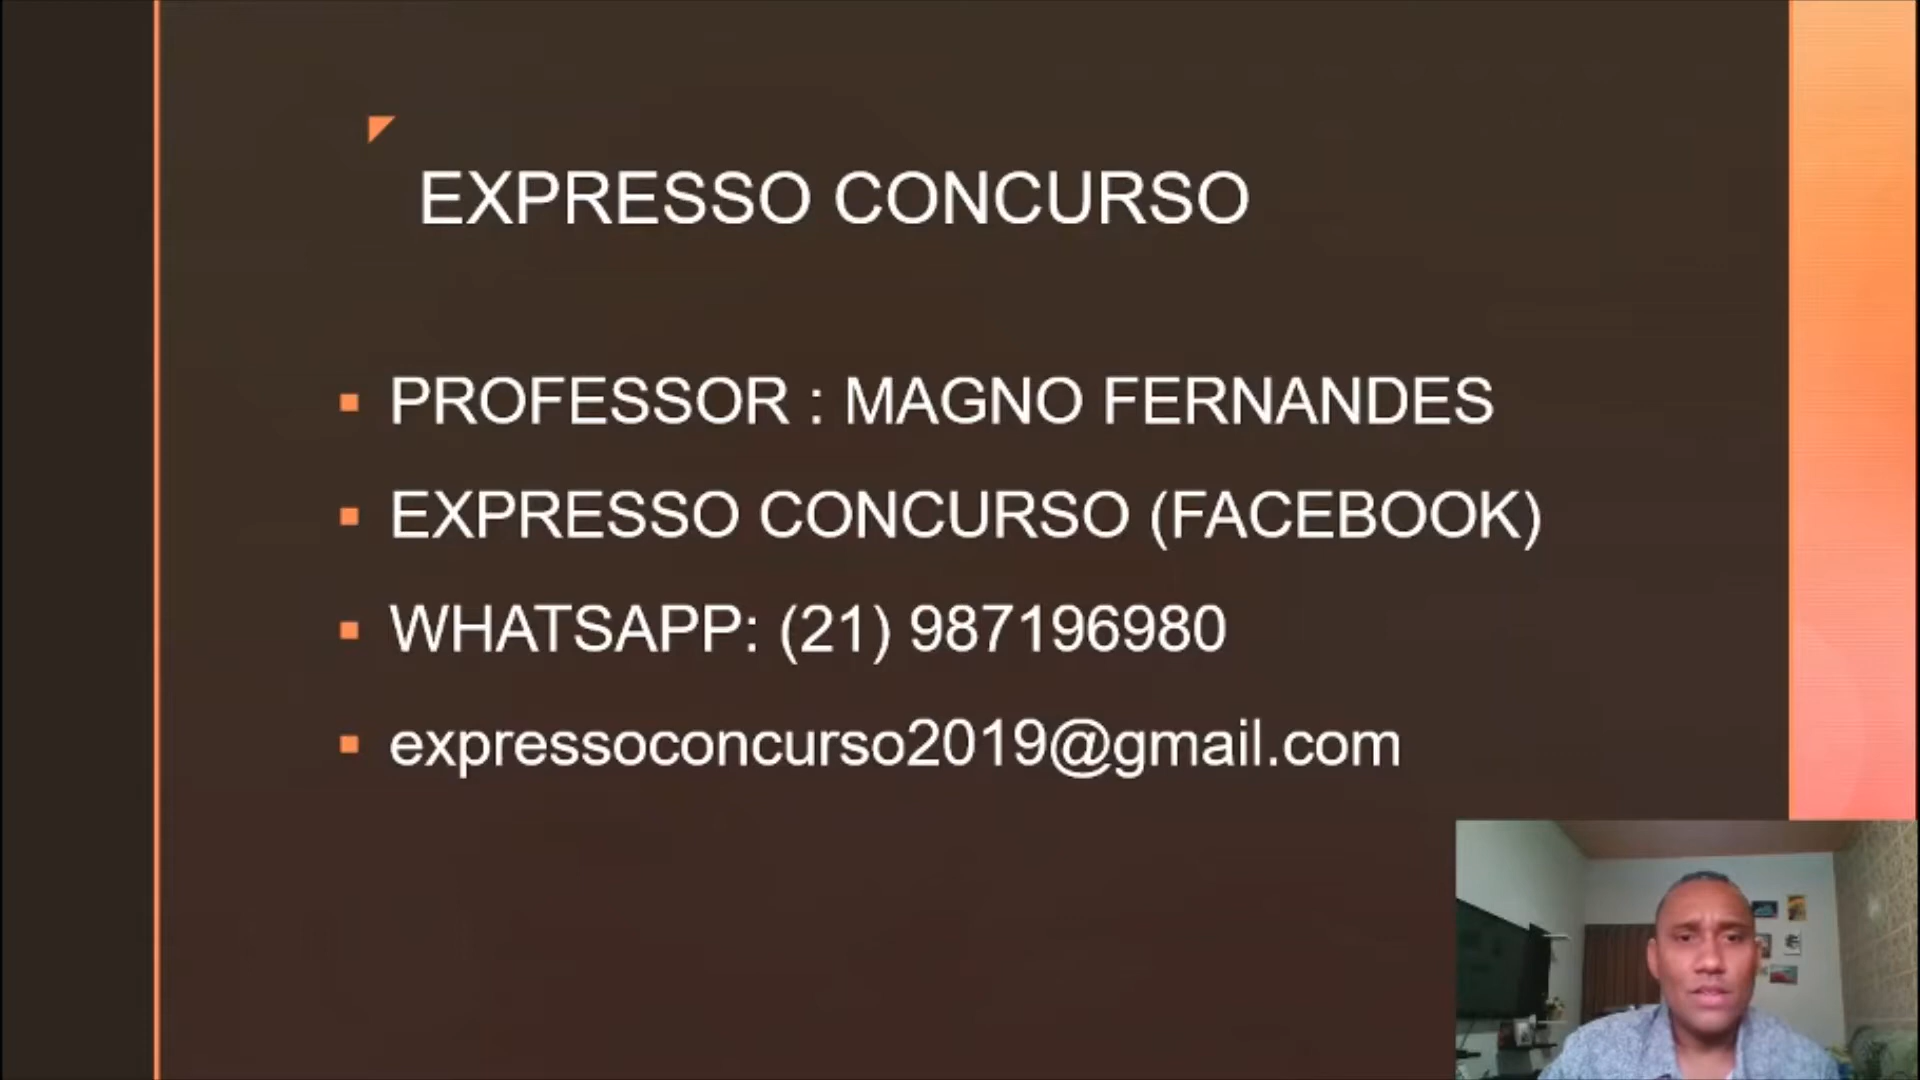 EXPRESSO CONCURSO
PROFESSOR : MAGNO FERNANDES
EXPRESSO CONCURSO (FACEBOOK)
WHATSAPP: (21) 987196980
expressoconcurso2019@gmail.com